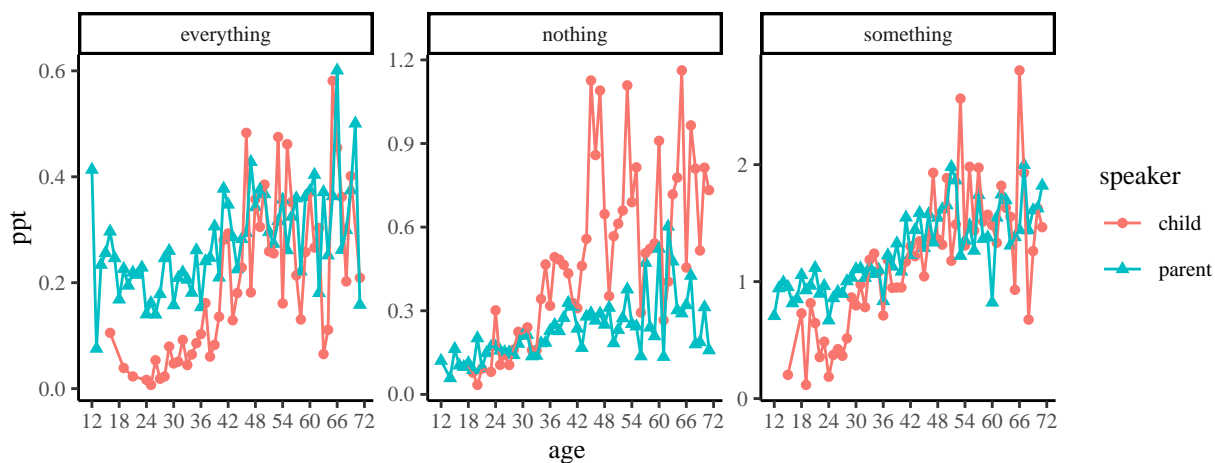 everything
nothing
something
ppt
0.6
0.4
0.2
0.0
1.2
0.9
0.6
0.3
0.0
2
1
0
12 18 24 30 36 42 48 54 60 66 72
12 18 24 30 36 42 48 54 60 66 72
12 18 24 30 36 42 48 54 60 66 72
age
speaker
child
parent